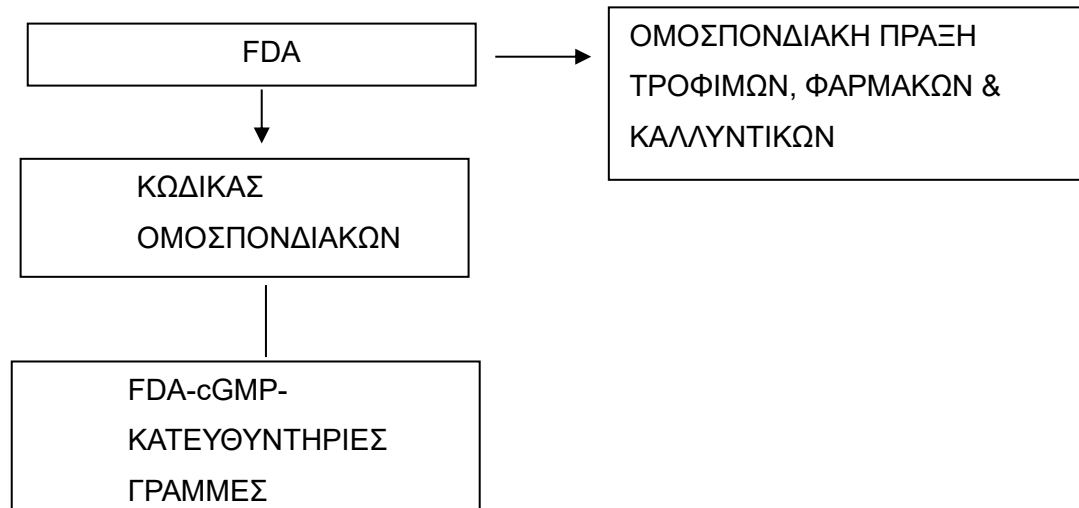 FDA
ΟΜΟΣΠΟΝΔΙΑΚΗ ΠΡΑΞΗ
ΤΡΟΦΙΜΩΝ, ΦΑΡΜΑΚΩΝ &
ΚΑΛΛΥΝΤΙΚΩΝ
ΚΩΔΙΚΑΣ
ΟΜΟΣΠΟΝΔΙΑΚΩΝ
FDA-cGMP-
ΚΑΤΕΥΘΥΝΤΗΡΙΕΣ
ΓΡΑΜΜΕΣ